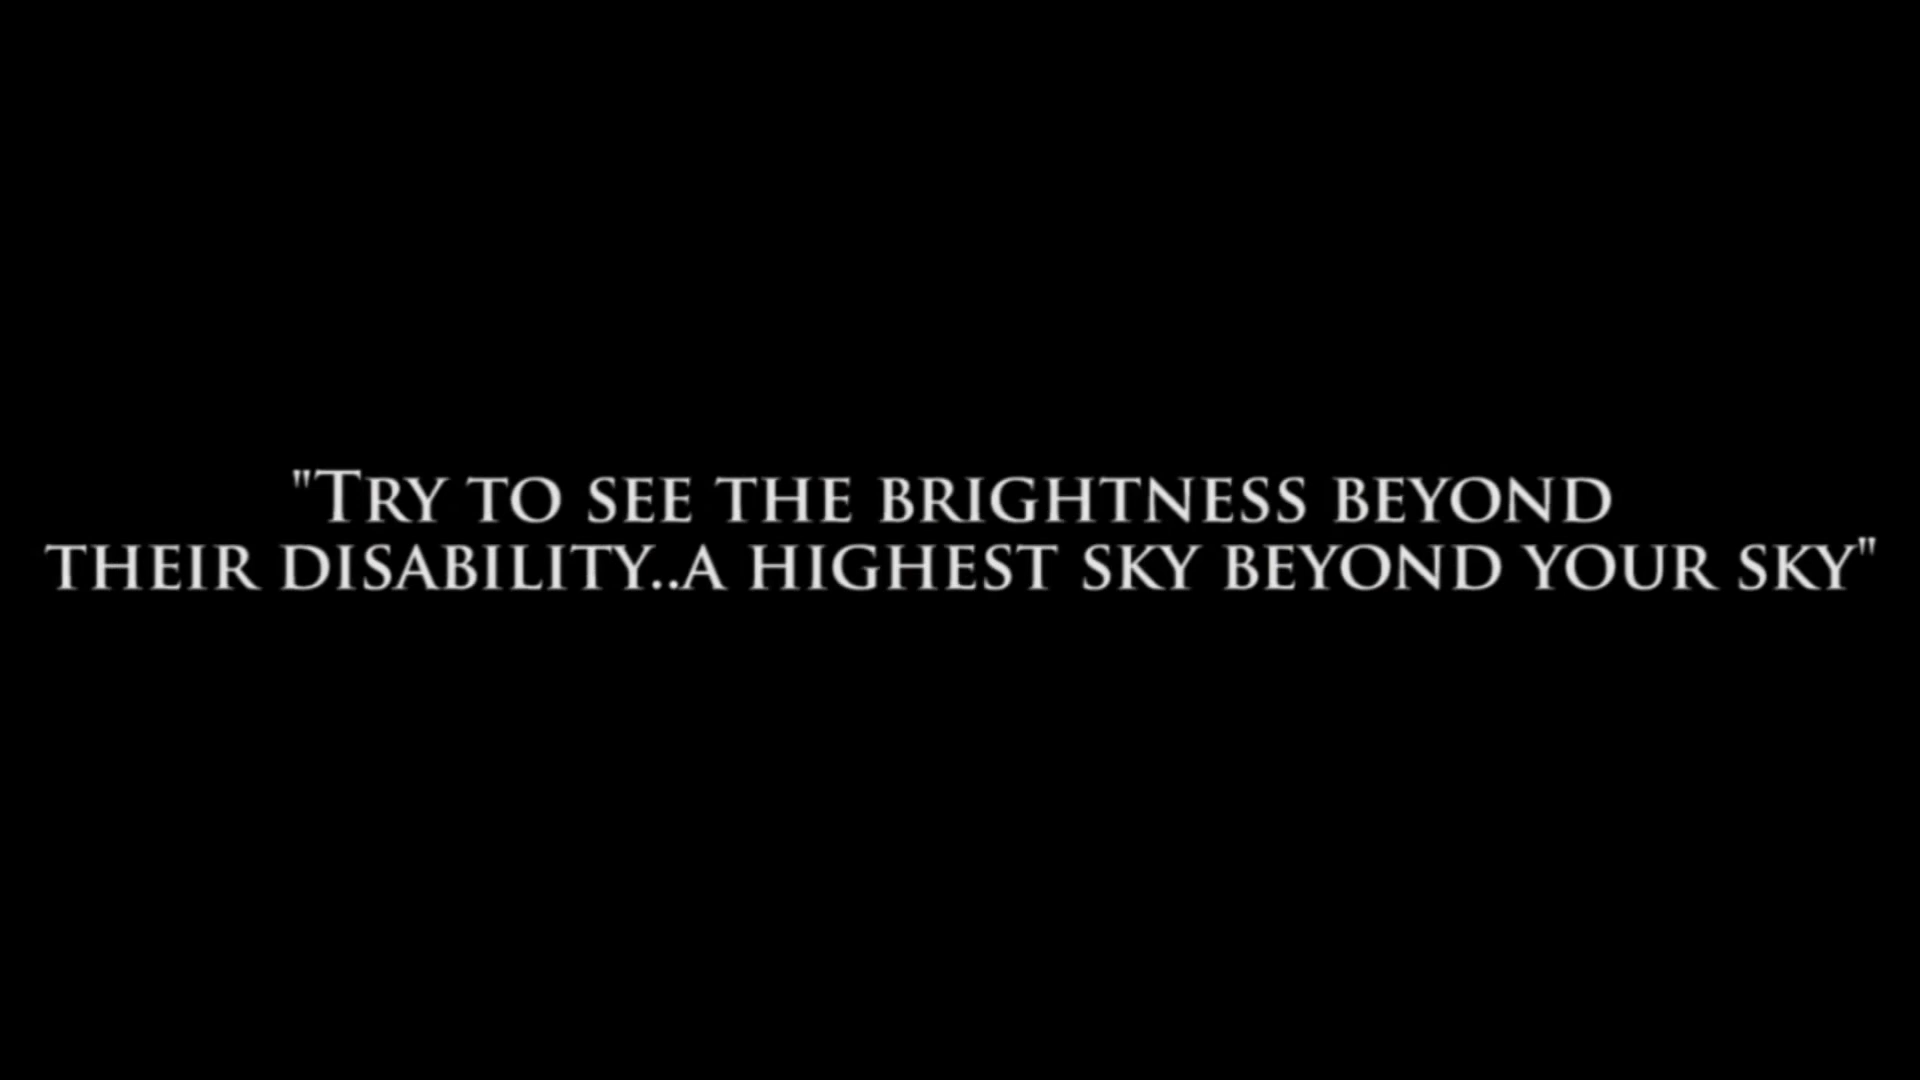 "Try to see the brightness beyond
their disability..a highest sky beyond your sky"